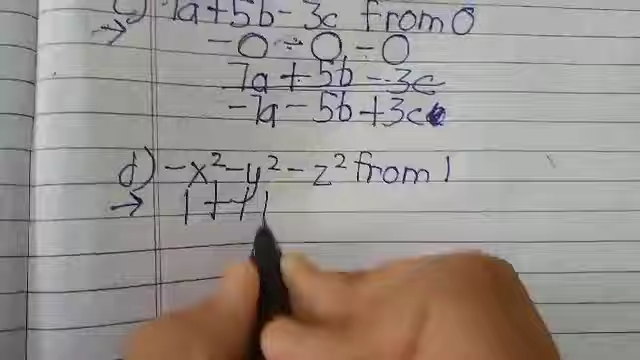 c) 7a+5b-3c from 0
→ -0 ÷ 0 - 0
7a + 5b - 3c
-7a - 5b + 3c
d) -x² - y² - z² from 1
→ 1 + 1